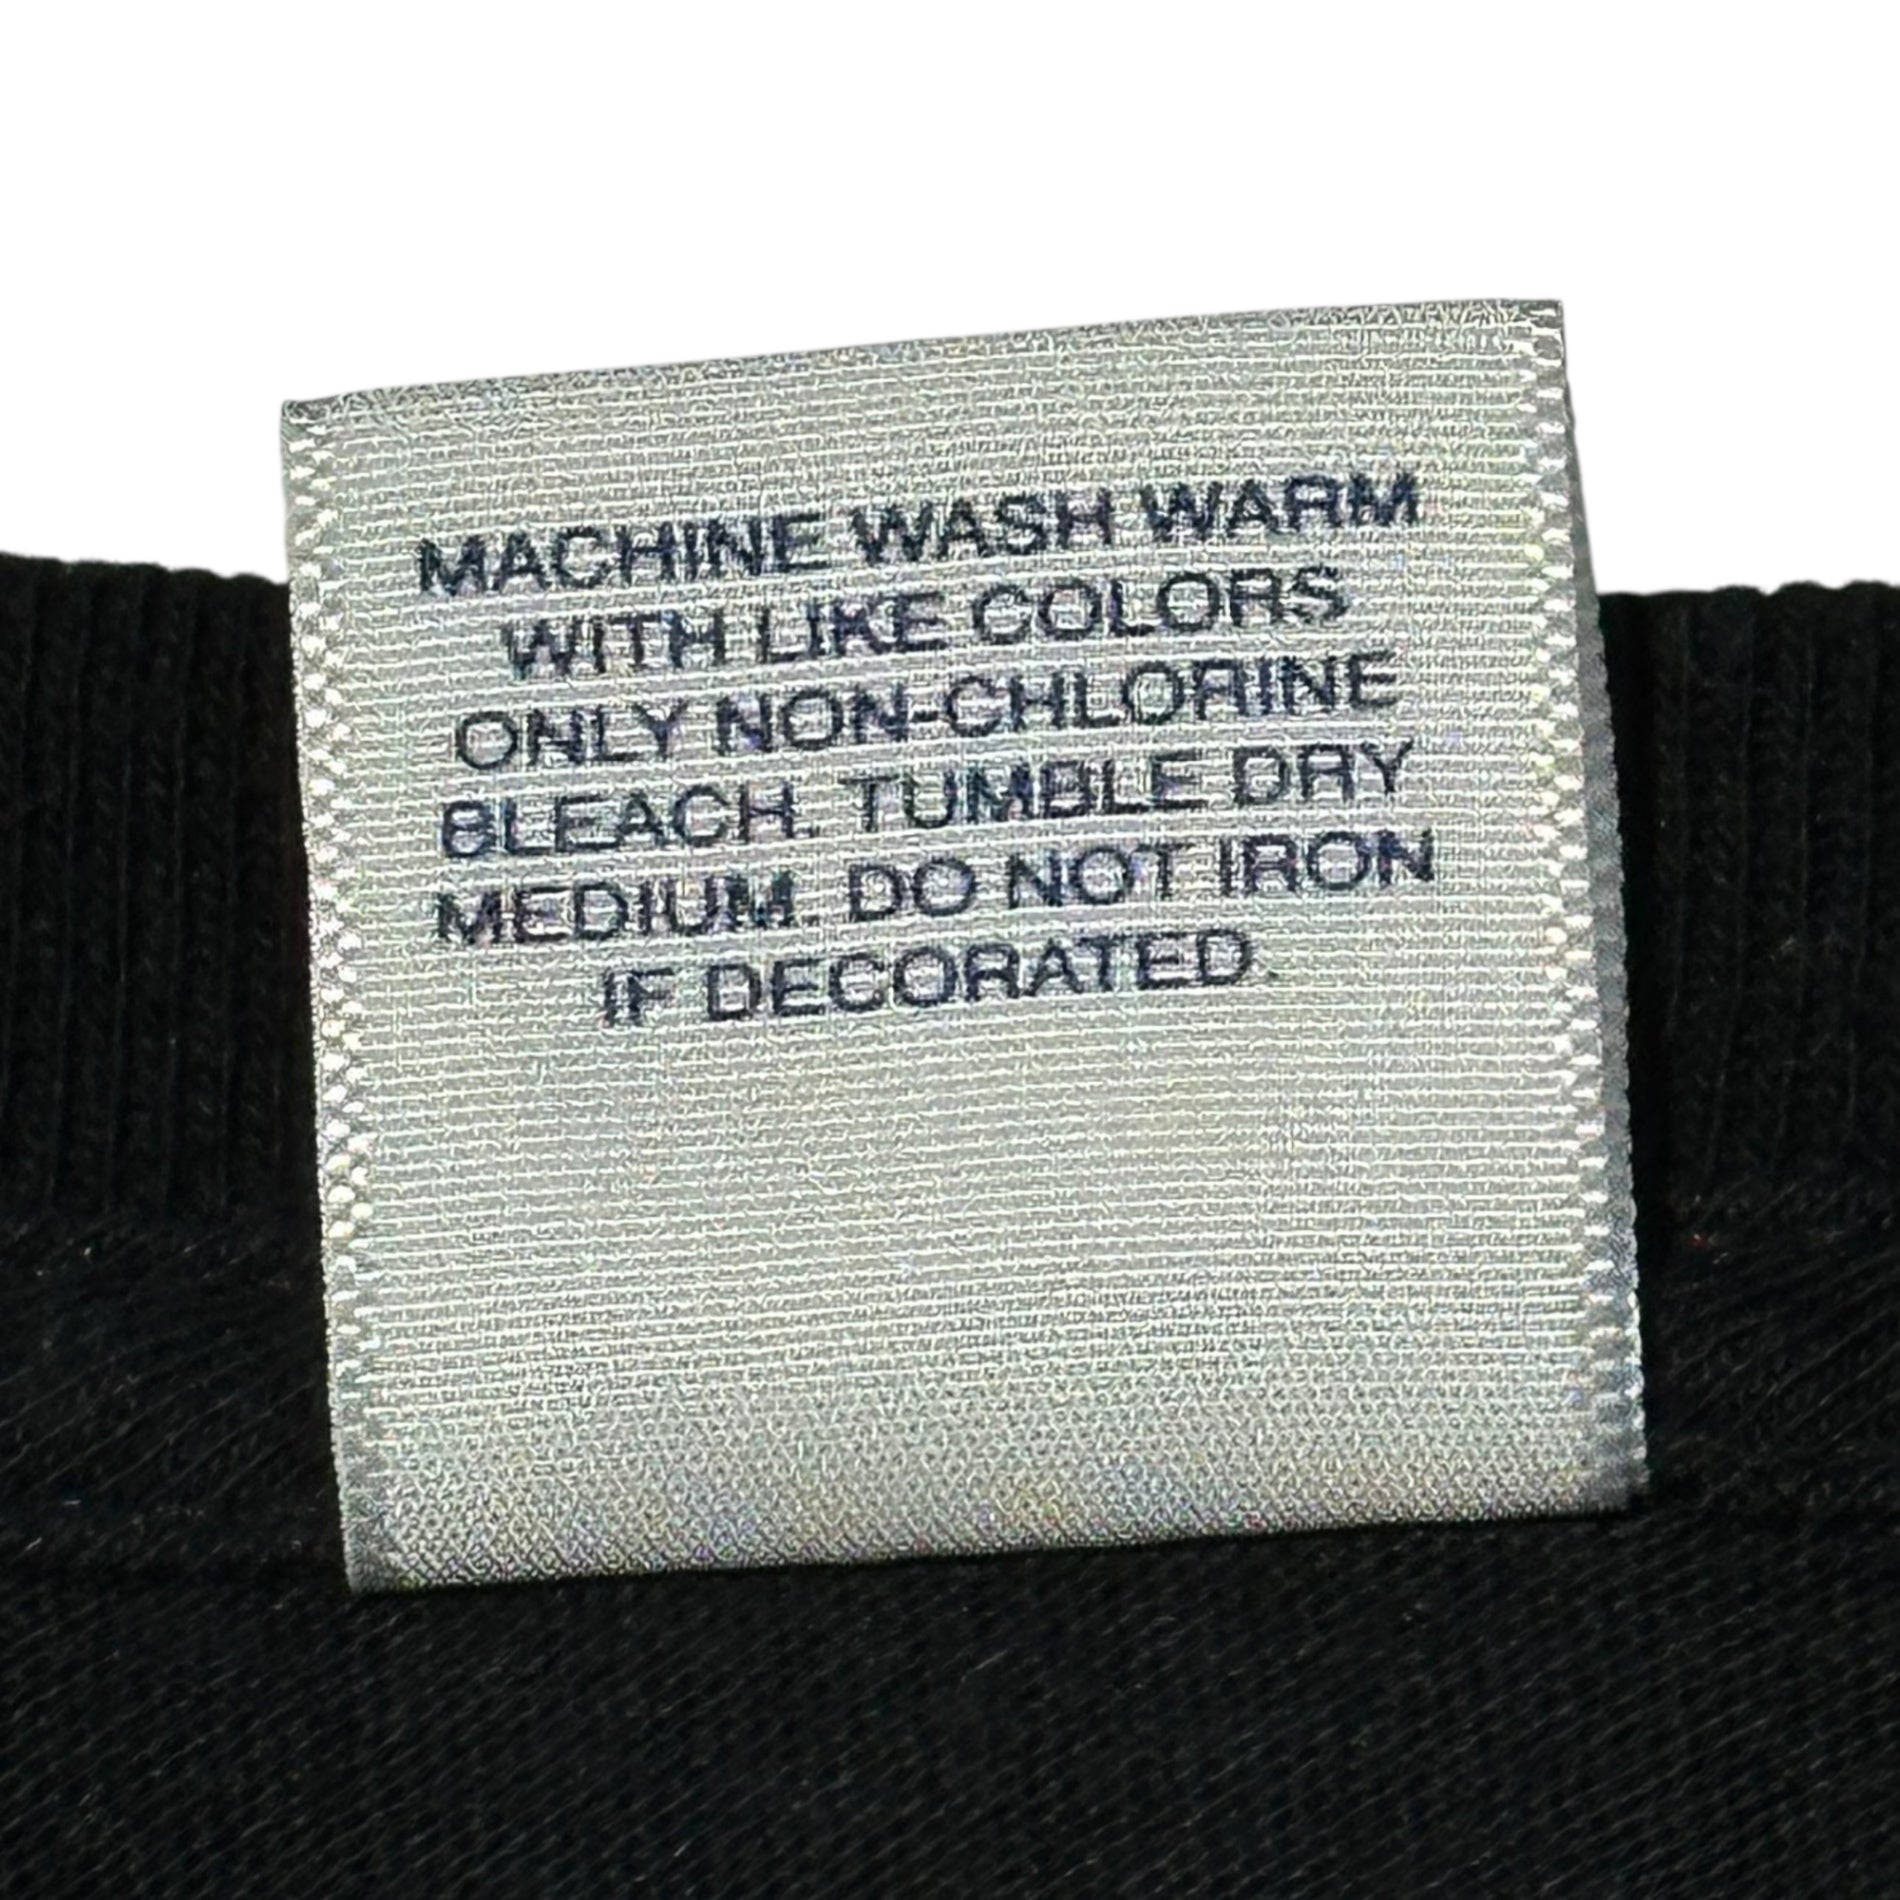 MACHINE WASH WARM
WITH LIKE COLORS
ONLY NON-CHLORINE
BLEACH. TUMBLE DRY
MEDIUM. DO NOT IRON
IF DECORATED.